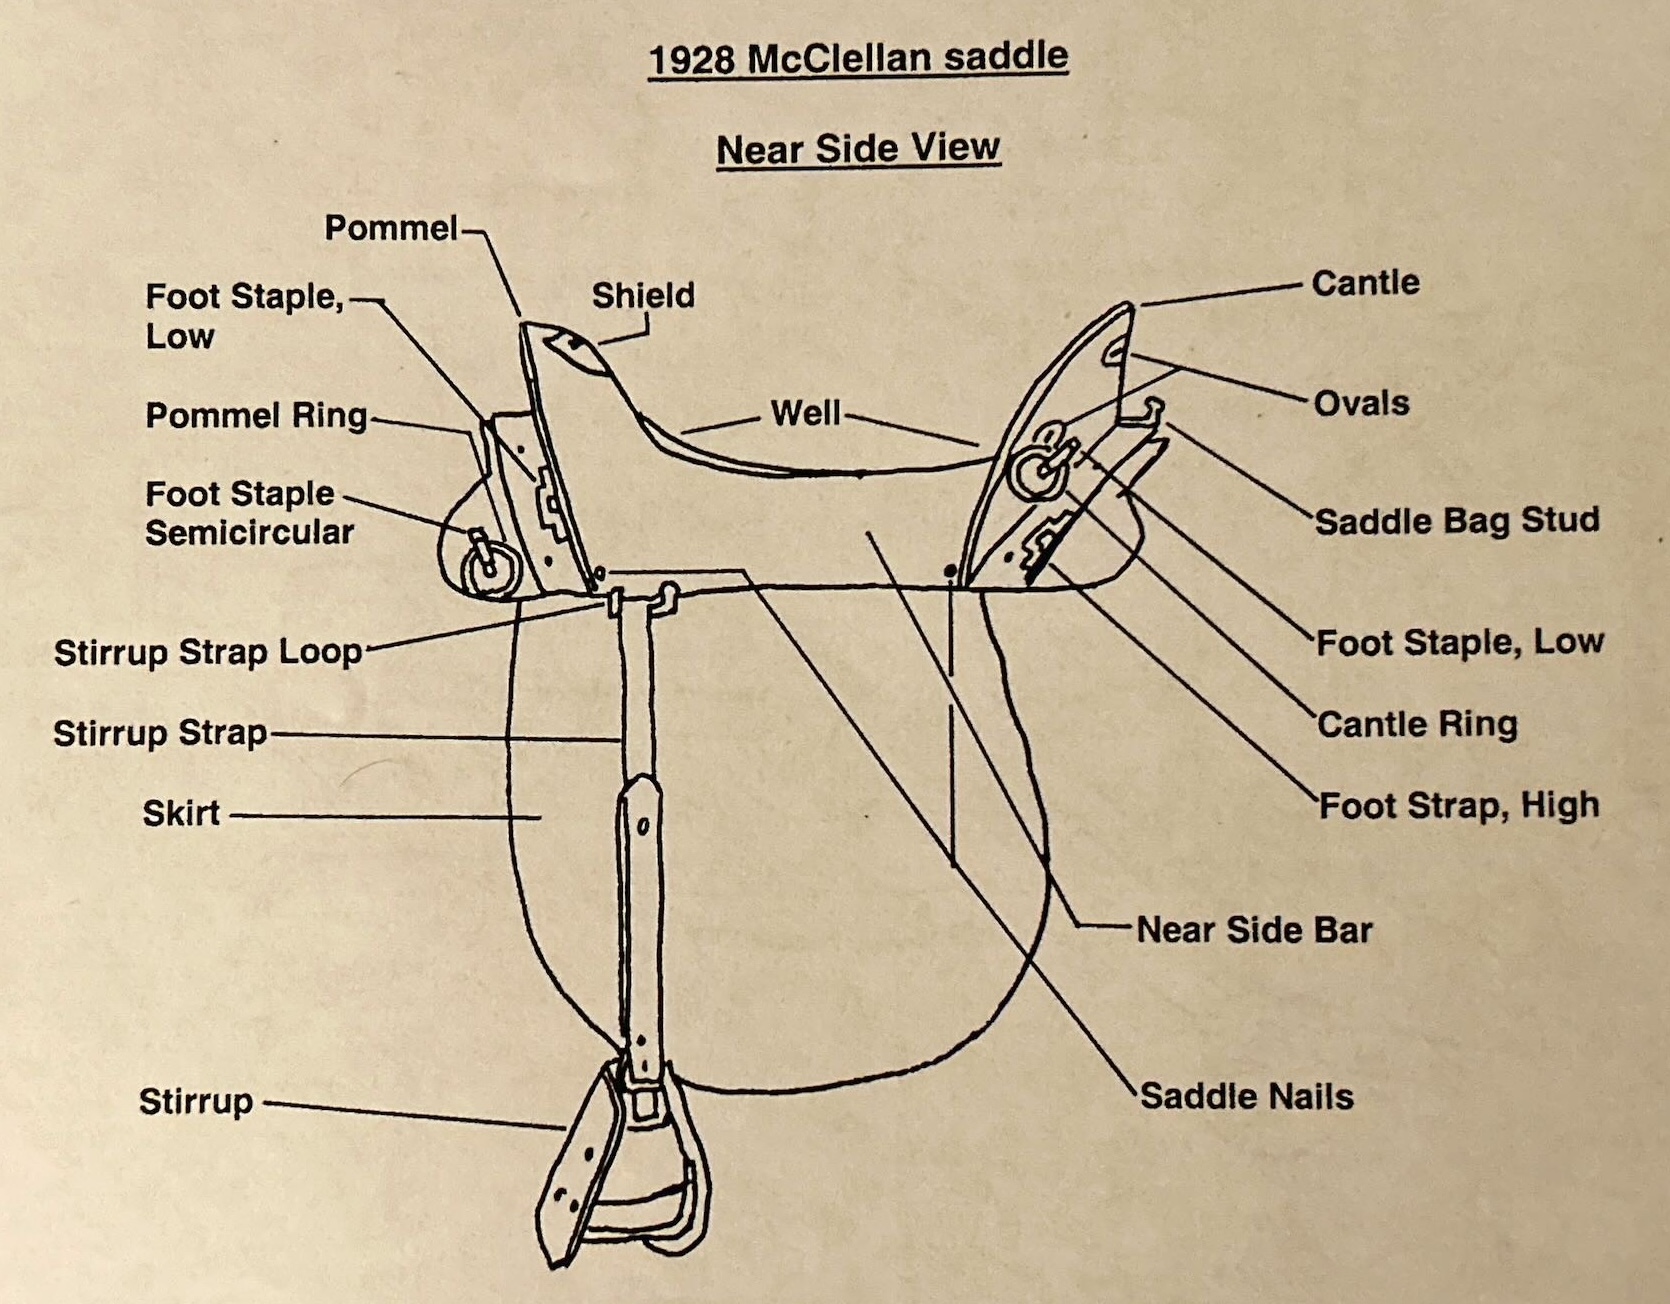 1928 McClellan saddle
Near Side View
Pommel
Foot Staple,
Low
Shield
Cantle
Pommel Ring
Well
Ovals
Foot Staple
Semicircular
Saddle Bag Stud
Stirrup Strap Loop
Foot Staple, Low
Stirrup Strap
Cantle Ring
Skirt
Foot Strap, High
Near Side Bar
Stirrup
Saddle Nails